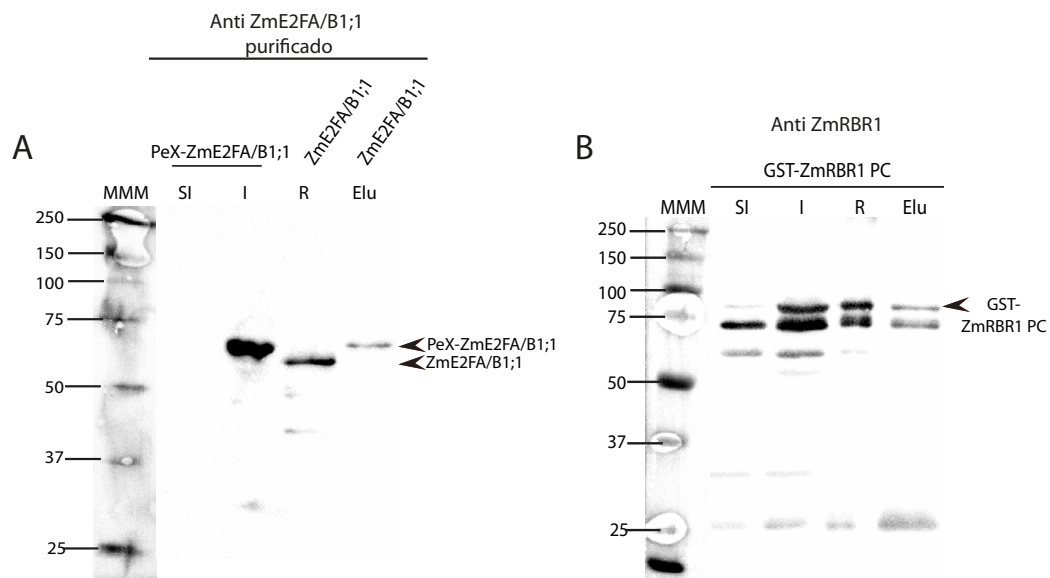 Anti ZmE2FA/B1;1
purificado
A
PeX-ZmE2FA/B1;1
ZmE2FA/B1;1
ZmE2FA/B1;1
MMM SI I R Elu
250
150
100
75
50
37
25
PeX-ZmE2FA/B1;1
ZmE2FA/B1;1
B
Anti ZmRBR1
GST-ZmRBR1 PC
MMM SI I R Elu
250
150
100
75
50
37
25
GST-
ZmRBR1 PC